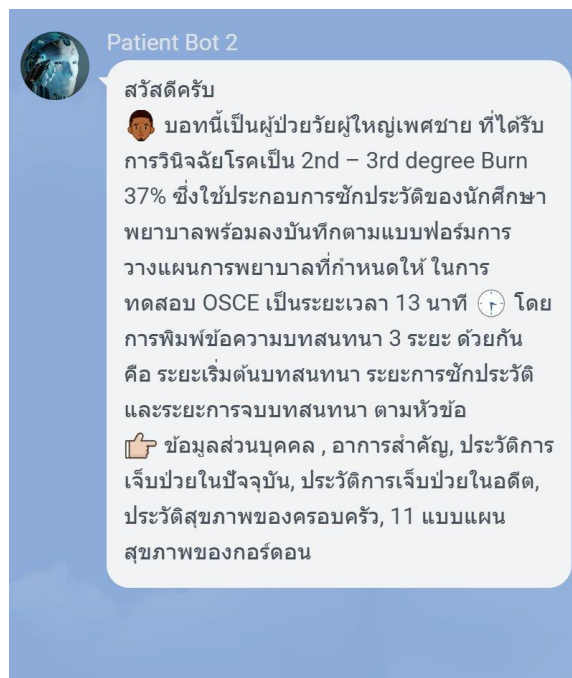 Patient Bot 2
สวัสดีครับ
👨🏾 บอทนี้เป็นผู้ป่วยวัยผู้ใหญ่เพศชาย ที่ได้รับ
การวินิจฉัยโรคเป็น 2nd – 3rd degree Burn
37% ซึ่งใช้ประกอบการซักประวัติของนักศึกษา
พยาบาลพร้อมลงบันทึกตามแบบฟอร์มการ
วางแผนการพยาบาลที่กำหนดให้ ในการ
ทดสอบ OSCE เป็นระยะเวลา 13 นาที 🕒 โดย
การพิมพ์ข้อความบทสนทนา 3 ระยะ ด้วยกัน
คือ ระยะเริ่มต้นบทสนทนา ระยะการซักประวัติ
และระยะการจบบทสนทนา ตามหัวข้อ
👉🏻 ข้อมูลส่วนบุคคล , อาการสำคัญ, ประวัติการ
เจ็บป่วยในปัจจุบัน, ประวัติการเจ็บป่วยในอดีต,
ประวัติสุขภาพของครอบครัว, 11 แบบแผน
สุขภาพของกอร์ดอน